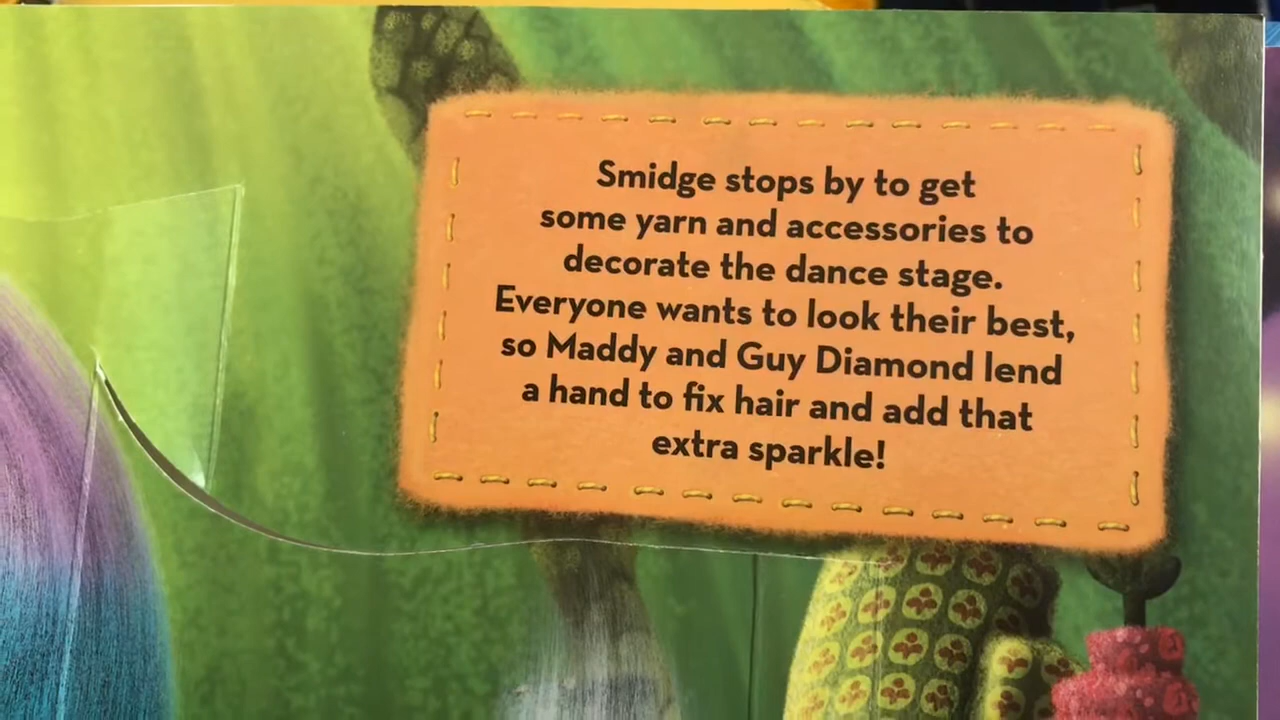 Smidge stops by to get
some yarn and accessories to
decorate the dance stage.
Everyone wants to look their best,
so Maddy and Guy Diamond lend
a hand to fix hair and add that
extra sparkle!